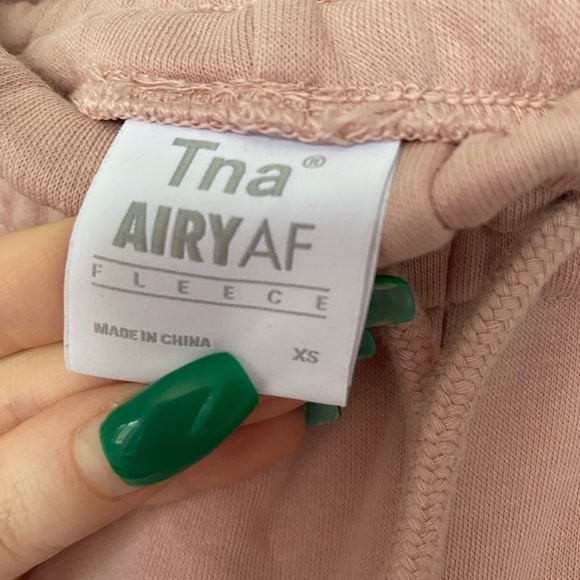 Tna®
AIRYAF
FLEECE
MADE IN CHINA
XS